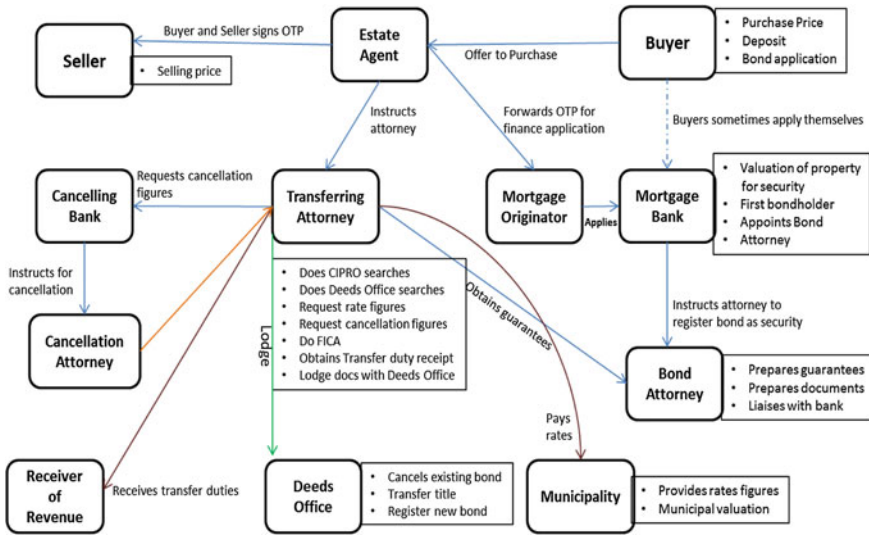 Buyer and Seller signs OTP
Seller
• Selling price
Estate
Agent
Offer to Purchase
Buyer
• Purchase Price
• Deposit
• Bond application
Instructs
attorney
Forwards OTP for
finance application
Buyers sometimes apply themselves
Requests cancellation
figures
Cancelling
Bank
Transferring
Attorney
Mortgage
Originator
Applies
Mortgage
Bank
• Valuation of property
for security
• First bondholder
• Appoints Bond
• Attorney
Instructs for
cancellation
Cancellation
Attorney
Lodge
• Does CIPRO searches
• Does Deeds Office searches
• Request rate figures
• Request cancellation figures
• Do FICA
• Obtains Transfer duty receipt
• Lodge docs with Deeds Office
Obtains guarantees
Instructs attorney to
register bond as security
Bond
Attorney
• Prepares guarantees
• Prepares documents
• Liaises with bank
Pays
rates
Receiver
of
Revenue
Receives transfer duties
Deeds
Office
• Cancels existing bond
• Transfer title
• Register new bond
Municipality
• Provides rates figures
• Municipal valuation